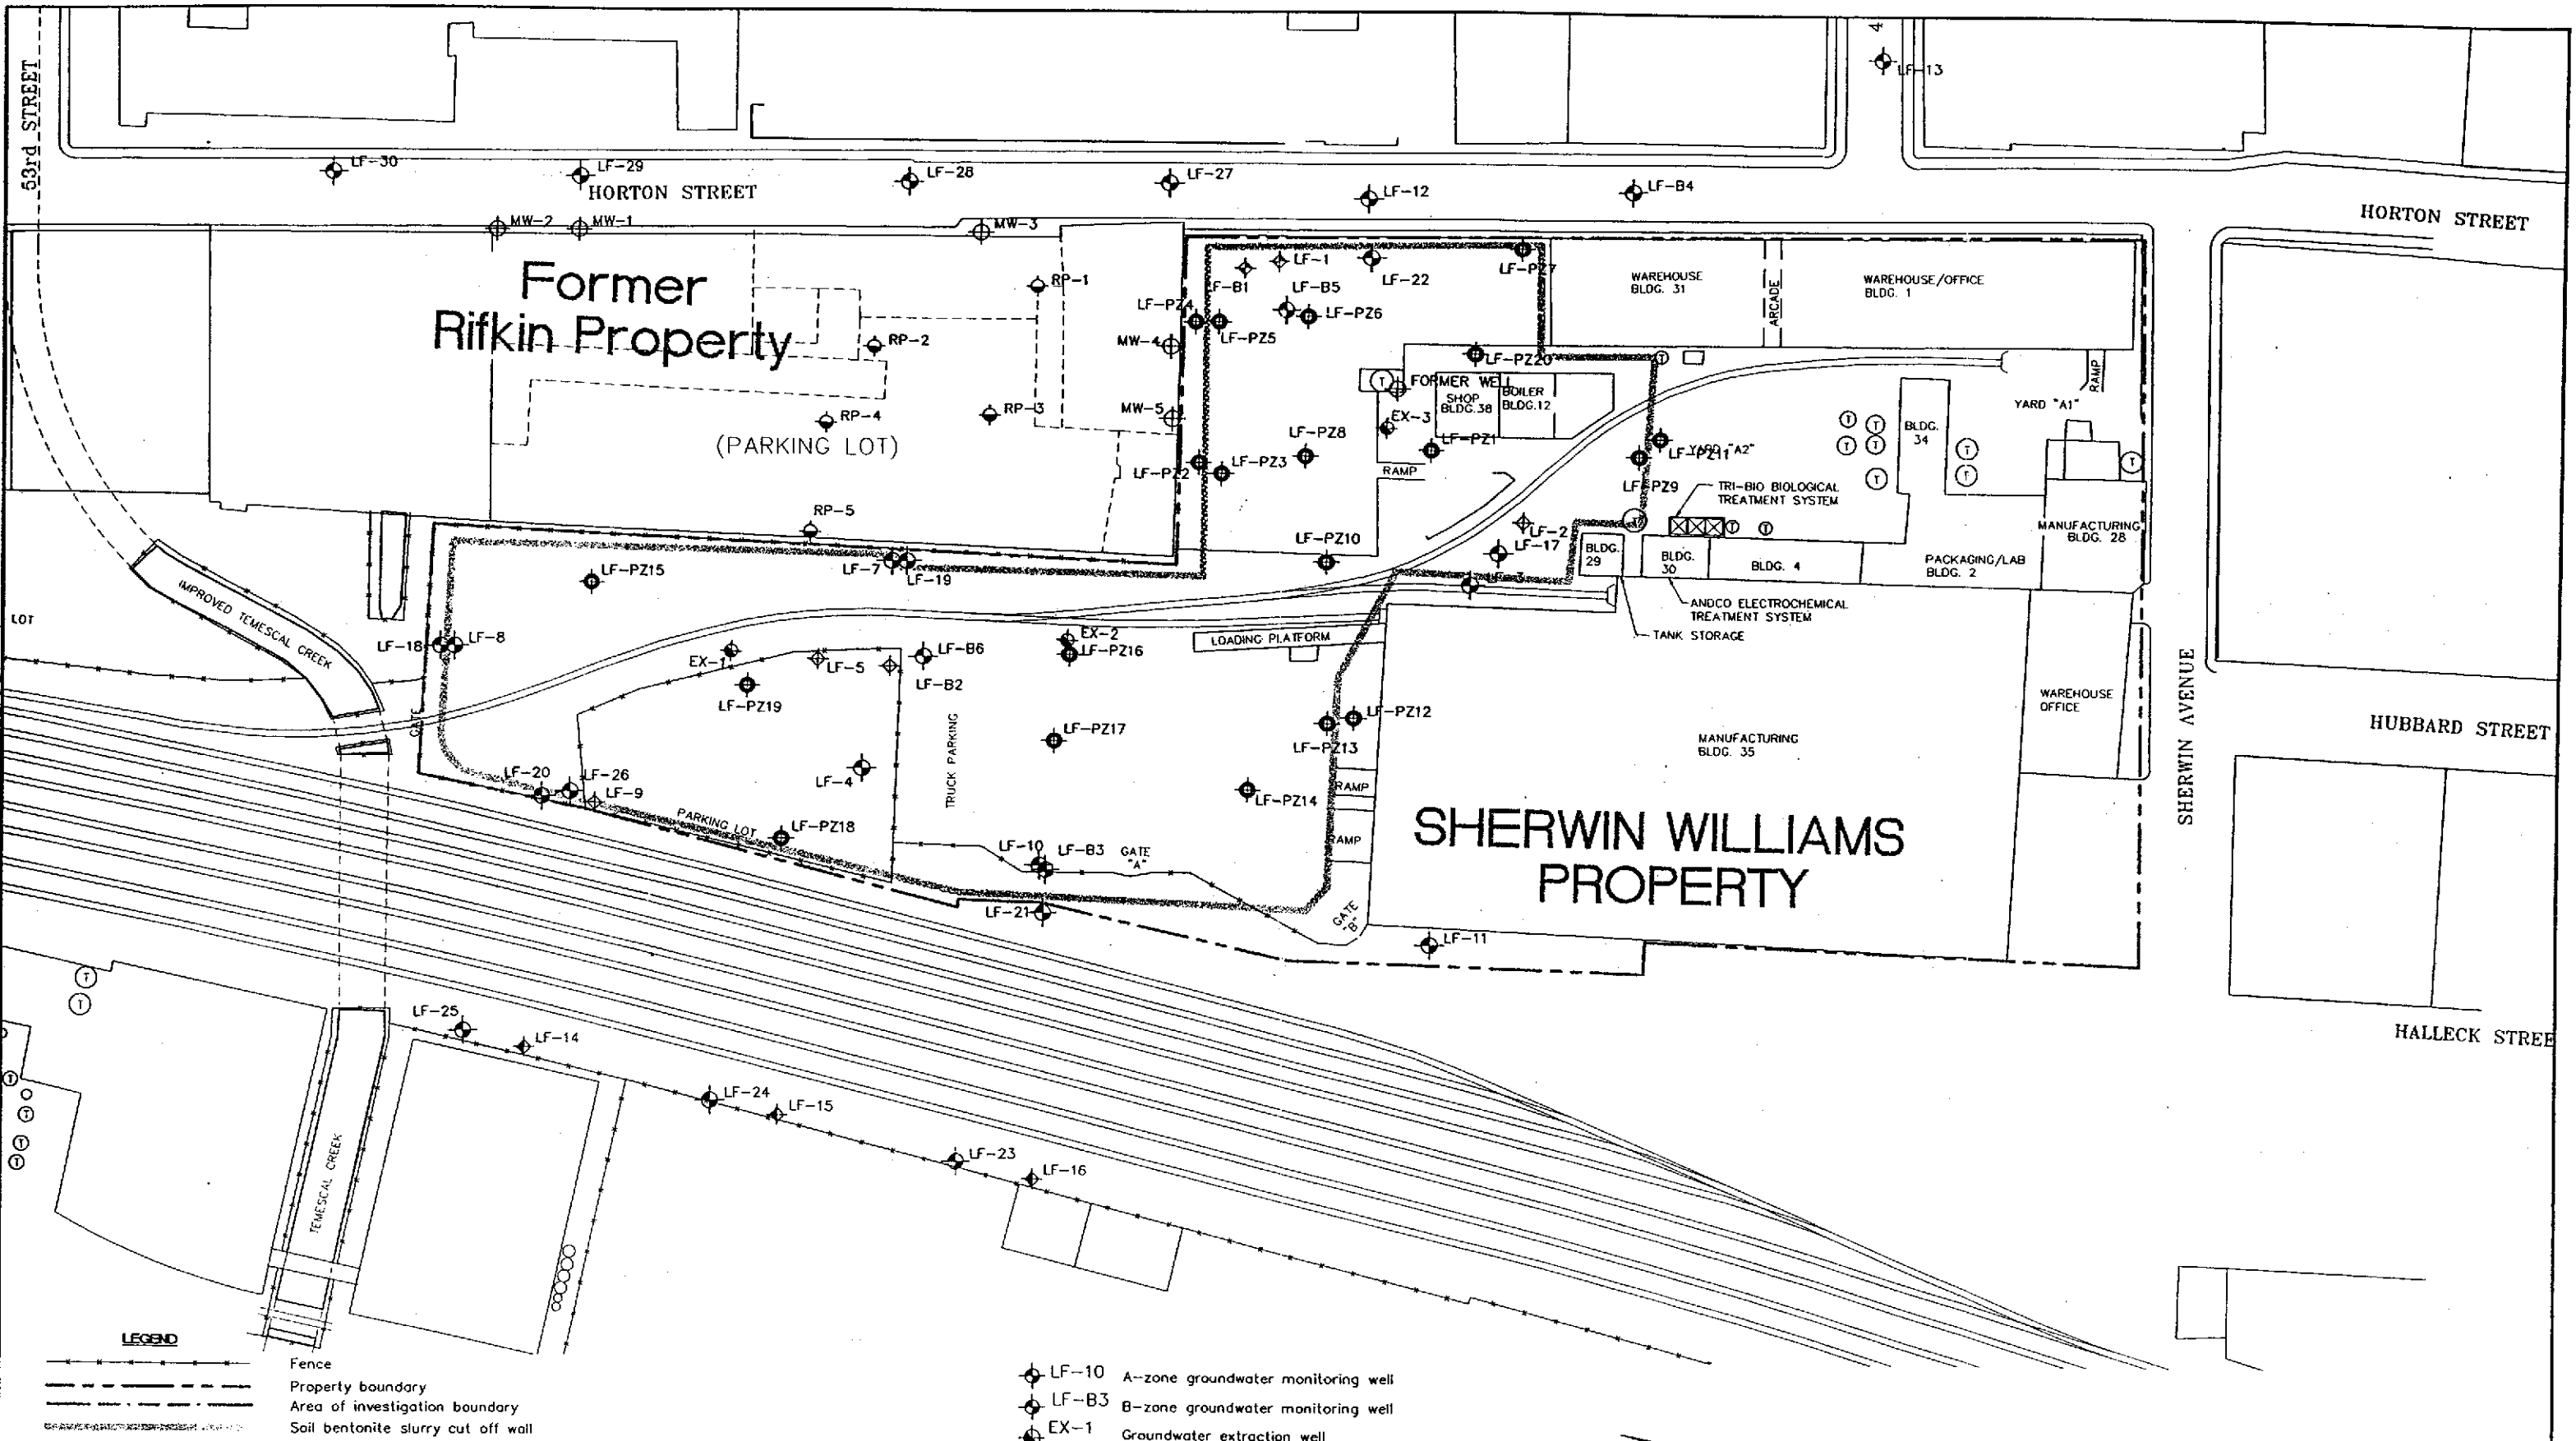 53rd STREET
4
LF-13
LF-30
LF-29
HORTON STREET
LF-28
LF-27
LF-12
LF-B4
HORTON STREET
MW-2
MW-1
MW-3
Former
Rifkin Property
(PARKING LOT)
RP-1
RP-2
RP-3
RP-4
RP-5
MW-4
MW-5
LF-PZ4
LF-PZ5
LF-B1
LF-1
LF-B5
LF-PZ6
LF-22
LF-PZ7
WAREHOUSE
BLDG. 31
ARCADE
WAREHOUSE/OFFICE
BLDG. 1
LF-PZ20
T
T
FORMER WELL
SHOP
BLDG.38
BOILER
BLDG.12
EX-3
LF-PZ1
LF-PZ8
RAMP
LF-PZ2
LF-PZ3
LF-PZ10
YARD "A2"
LF-PZ11
LF-PZ9
TRI-BIO BIOLOGICAL
TREATMENT SYSTEM
YARD "A1"
RAMP
BLDG.
34
T
T
T
T
T
T
T
T
T
T
T
MANUFACTURING
BLDG. 28
PACKAGING/LAB
BLDG. 2
BLDG. 4
BLDG.
30
BLDG.
29
LF-2
LF-17
LF-3
ANDCO ELECTROCHEMICAL
TREATMENT SYSTEM
TANK STORAGE
LOT
IMPROVED TEMESCAL CREEK
LF-PZ15
LF-7
LF-19
LF-18
LF-8
GATE
EX-1
LF-5
LF-B6
LF-B2
EX-2
LF-PZ16
LOADING PLATFORM
LF-PZ19
LF-PZ17
LF-PZ12
LF-PZ13
LF-PZ14
LF-4
TRUCK PARKING
LF-20
LF-26
LF-9
PARKING LOT
LF-PZ18
LF-10
LF-B3
GATE
"A"
LF-21
RAMP
RAMP
GATE
"B"
LF-11
MANUFACTURING
BLDG. 35
WAREHOUSE
OFFICE
SHERWIN WILLIAMS
PROPERTY
SHERWIN AVENUE
HUBBARD STREET
HALLECK STREE
T
T
T
T
T
T
LF-25
LF-14
LF-24
LF-15
LF-23
LF-16
TEMESCAL CREEK
LEGEND
Fence
Property boundary
Area of investigation boundary
Soil bentonite slurry cut off wall
LF-10 A-zone groundwater monitoring well
LF-B3 B-zone groundwater monitoring well
EX-1 Groundwater extraction well